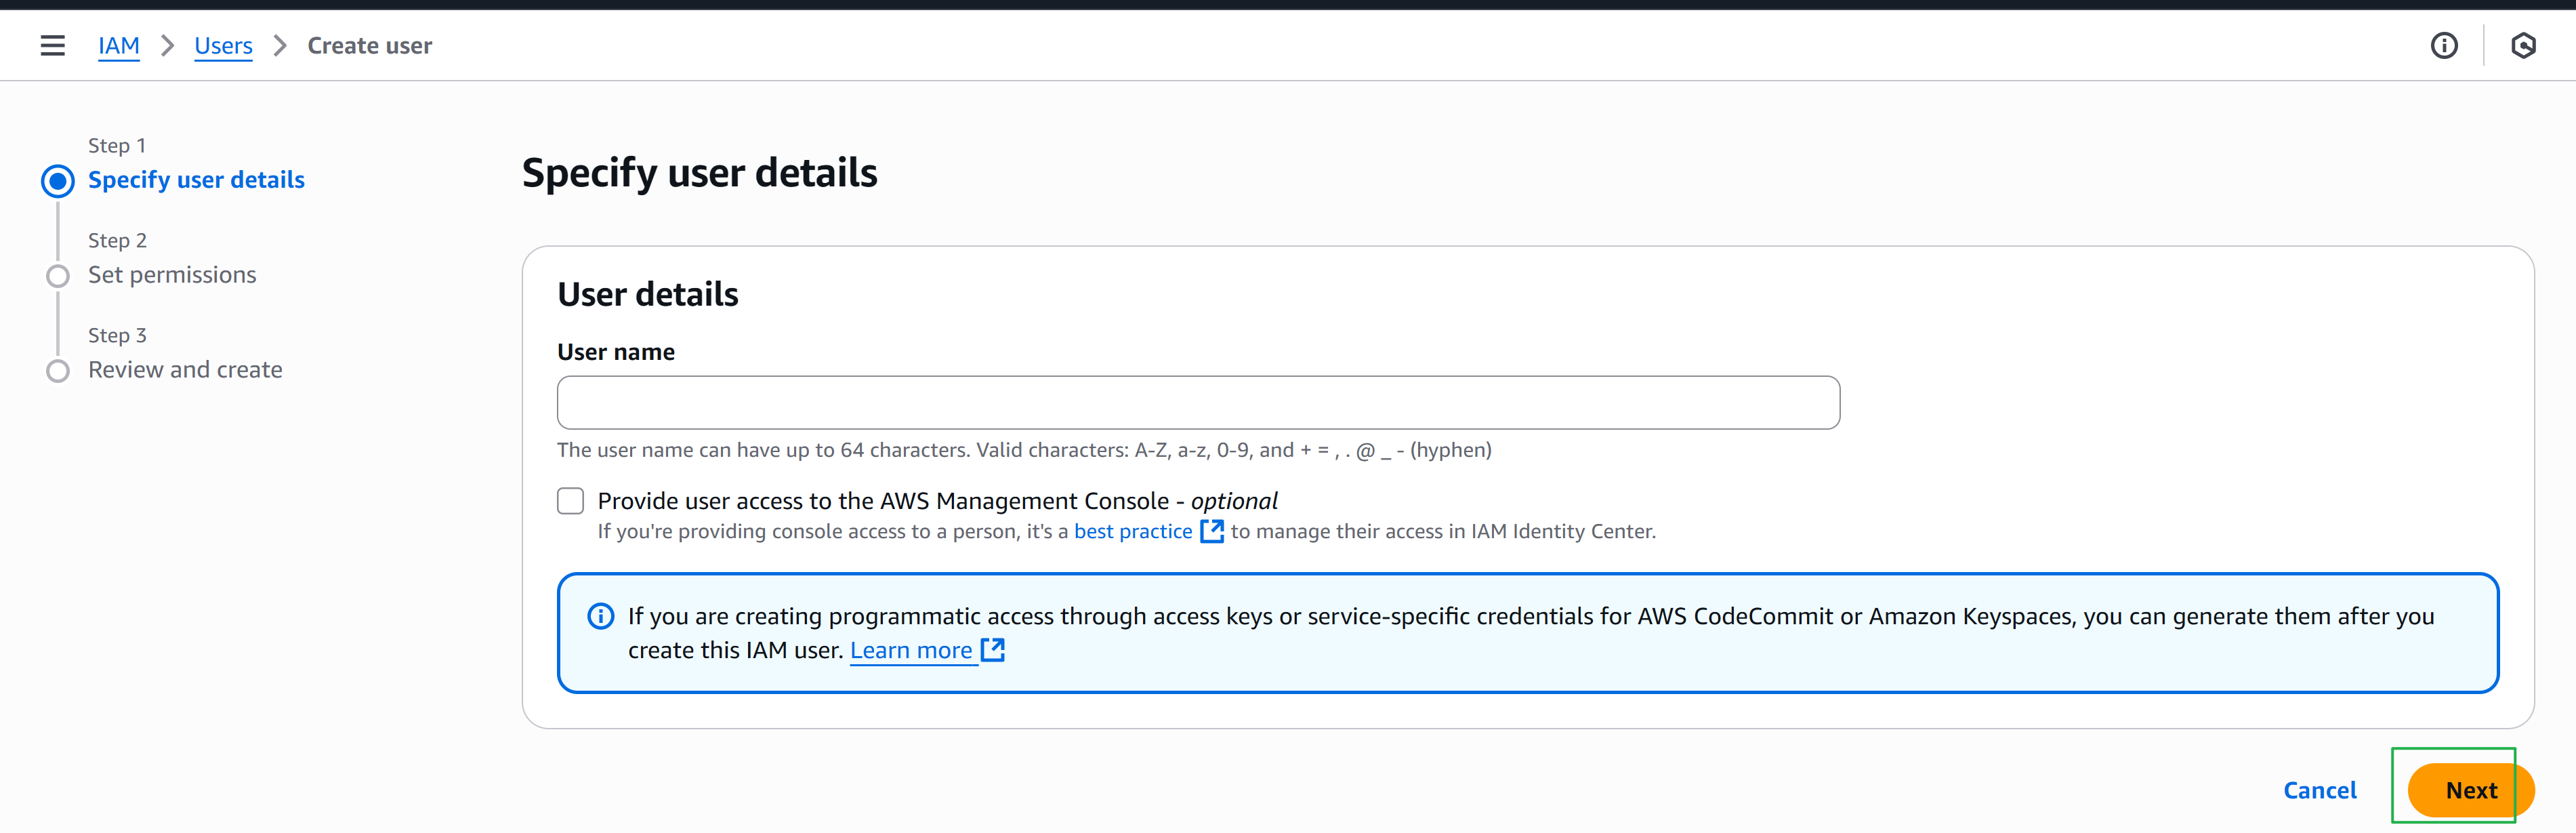 IAM > Users > Create user
Step 1
Specify user details
Step 2
Set permissions
Step 3
Review and create
Specify user details
User details
User name
The user name can have up to 64 characters. Valid characters: A-Z, a-z, 0-9, and + = , . @ _ - (hyphen)
Provide user access to the AWS Management Console - optional
If you're providing console access to a person, it's a best practice to manage their access in IAM Identity Center.
If you are creating programmatic access through access keys or service-specific credentials for AWS CodeCommit or Amazon Keyspaces, you can generate them after you
create this IAM user. Learn more
Cancel Next